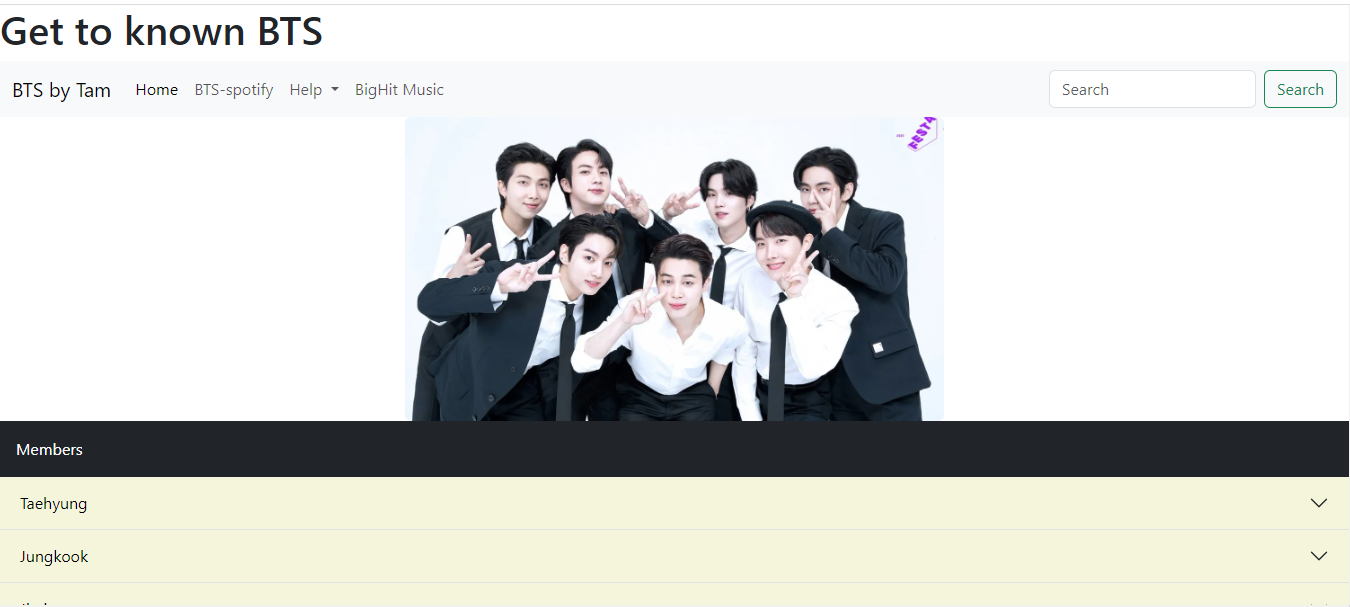 Get to known BTS
BTS by Tam Home BTS-spotify Help BigHit Music Search Search
FESTA
Members
Taehyung
Jungkook